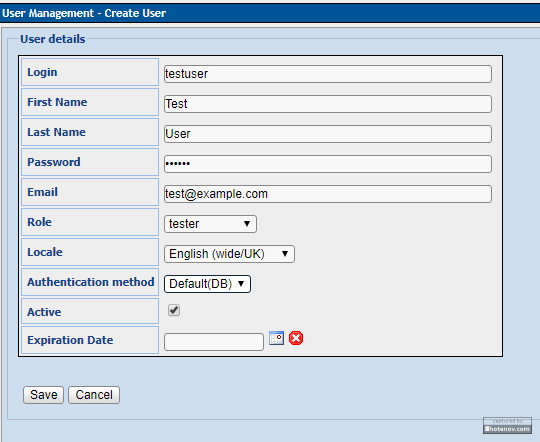 User Management - Create User
User details
Login testuser
First Name Test
Last Name User
Password ••••••
Email test@example.com
Role tester
Locale English (wide/UK)
Authentication method Default(DB)
Active
Expiration Date
Save Cancel
captured by
hotenov.com